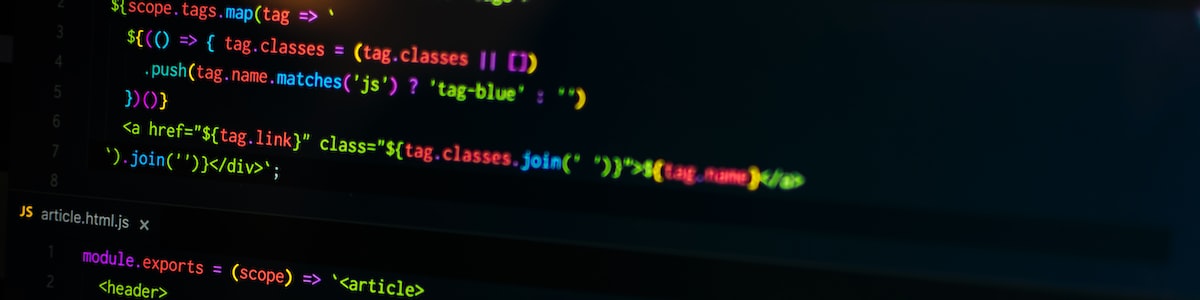 2
${scope.tags.map(tag => `
3
${(() => { tag.classes = (tag.classes || [])
4
.push(tag.name.matches('js') ? 'tag-blue' : "")
5
})()}
6
<a href="${tag.link}" class="${tag.classes.join(" ")}">${tag.name}</a>
7
`).join('')}</div>`;
8
JS article.html.js ×
1
module.exports = (scope) => `<article>
2
<header>